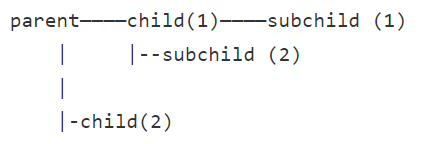 parent————child(1)————subchild (1)
    |     |--subchild (2)
    |
    |-child(2)